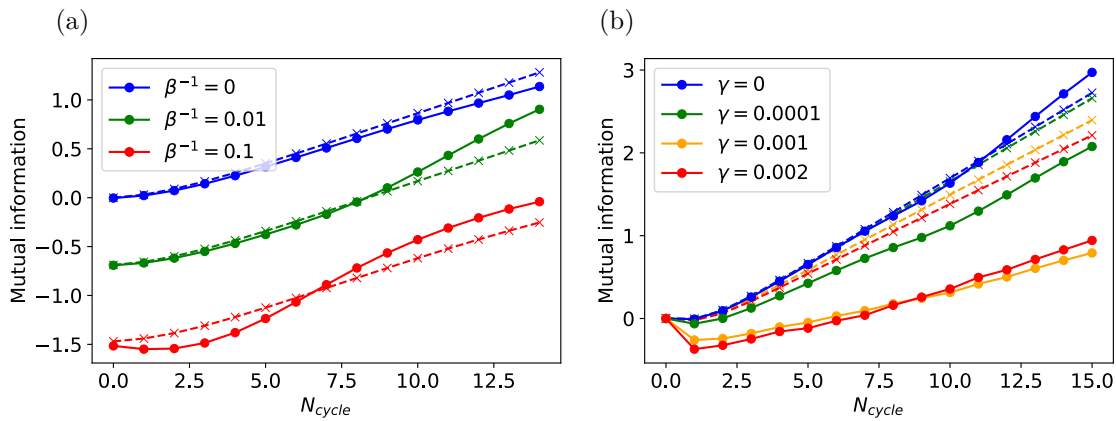 (a)
Mutual information
1.0
0.5
0.0
−0.5
−1.0
−1.5
β⁻¹ = 0
β⁻¹ = 0.01
β⁻¹ = 0.1
0.0 2.5 5.0 7.5 10.0 12.5
N_cycle
(b)
Mutual information
3
2
1
0
γ = 0
γ = 0.0001
γ = 0.001
γ = 0.002
0.0 2.5 5.0 7.5 10.0 12.5 15.0
N_cycle